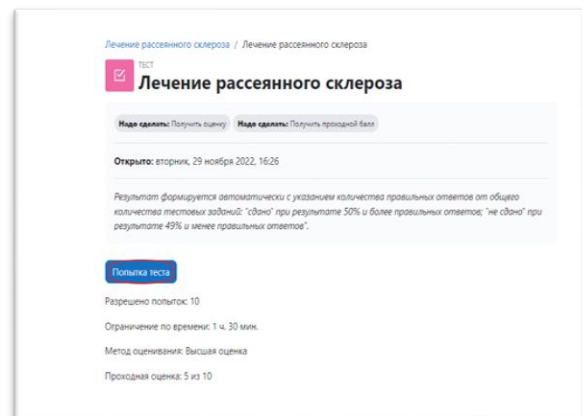 Лечение рассеянного склероза / Лечение рассеянного склероза
ТЕСТ
Лечение рассеянного склероза
Надо сделать: Получить оценку Надо сделать: Получить проходной балл
Открыто: вторник, 29 ноября 2022, 16:26
Результат формируется автоматически с указанием количества правильных ответов от общего
количества тестовых заданий: "сдано" при результате 50% и более правильных ответов; "не сдано" при
результате 49% и менее правильных ответов".
Попытка теста
Разрешено попыток: 10
Ограничение по времени: 1 ч. 30 мин.
Метод оценивания: Высшая оценка
Проходная оценка: 5 из 10